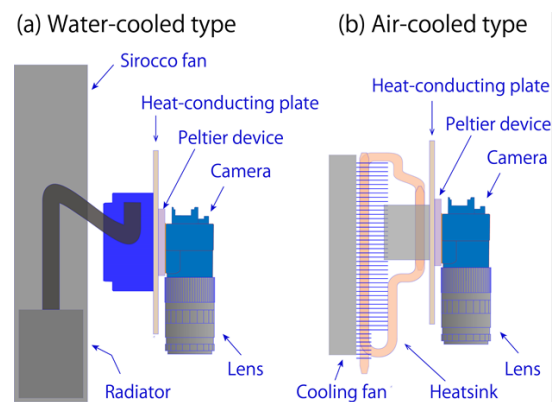 (a) Water-cooled type
Sirocco fan
Heat-conducting plate
Peltier device
Camera
Radiator
Lens
(b) Air-cooled type
Heat-conducting plate
Peltier device
Camera
Lens
Cooling fan
Heatsink